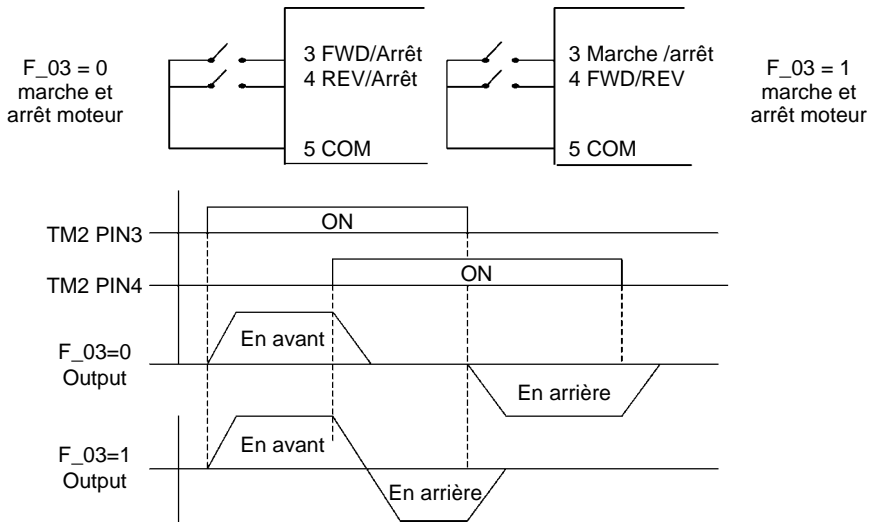 F_03 = 0
marche et
arrêt moteur
3 FWD/Arrêt
4 REV/Arrêt
5 COM
3 Marche /arrêt
4 FWD/REV
5 COM
F_03 = 1
marche et
arrêt moteur
TM2 PIN3
ON
TM2 PIN4
ON
F_03=0
Output
En avant
En arrière
F_03=1
Output
En avant
En arrière